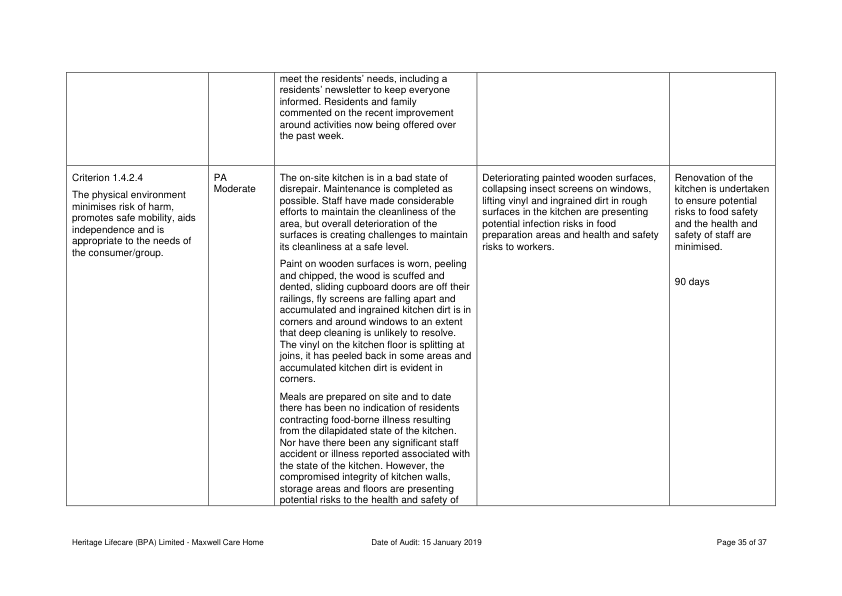 meet the residents' needs, including a
residents' newsletter to keep everyone
informed. Residents and family
commented on the recent improvement
around activities now being offered over
the past week.
Criterion 1.4.2.4
The physical environment
minimises risk of harm,
promotes safe mobility, aids
independence and is
appropriate to the needs of
the consumer/group.
PA
Moderate
The on-site kitchen is in a bad state of
disrepair. Maintenance is completed as
possible. Staff have made considerable
efforts to maintain the cleanliness of the
area, but overall deterioration of the
surfaces is creating challenges to maintain
its cleanliness at a safe level.
Paint on wooden surfaces is worn, peeling
and chipped, the wood is scuffed and
dented, sliding cupboard doors are off their
railings, fly screens are falling apart and
accumulated and ingrained kitchen dirt is in
corners and around windows to an extent
that deep cleaning is unlikely to resolve.
The vinyl on the kitchen floor is splitting at
joins, it has peeled back in some areas and
accumulated kitchen dirt is evident in
corners.
Meals are prepared on site and to date
there has been no indication of residents
contracting food-borne illness resulting
from the dilapidated state of the kitchen.
Nor have there been any significant staff
accident or illness reported associated with
the state of the kitchen. However, the
compromised integrity of kitchen walls,
storage areas and floors are presenting
potential risks to the health and safety of
Deteriorating painted wooden surfaces,
collapsing insect screens on windows,
lifting vinyl and ingrained dirt in rough
surfaces in the kitchen are presenting
potential infection risks in food
preparation areas and health and safety
risks to workers.
Renovation of the
kitchen is undertaken
to ensure potential
risks to food safety
and the health and
safety of staff are
minimised.
90 days
Heritage Lifecare (BPA) Limited - Maxwell Care Home
Date of Audit: 15 January 2019
Page 35 of 37